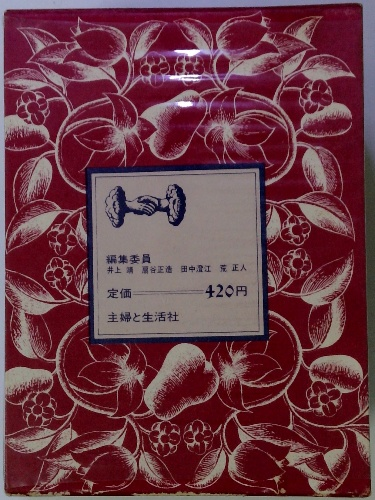 編集委員
井上 靖 扇谷正造 田中澄江 荒 正人
定価 420円
主婦と生活社